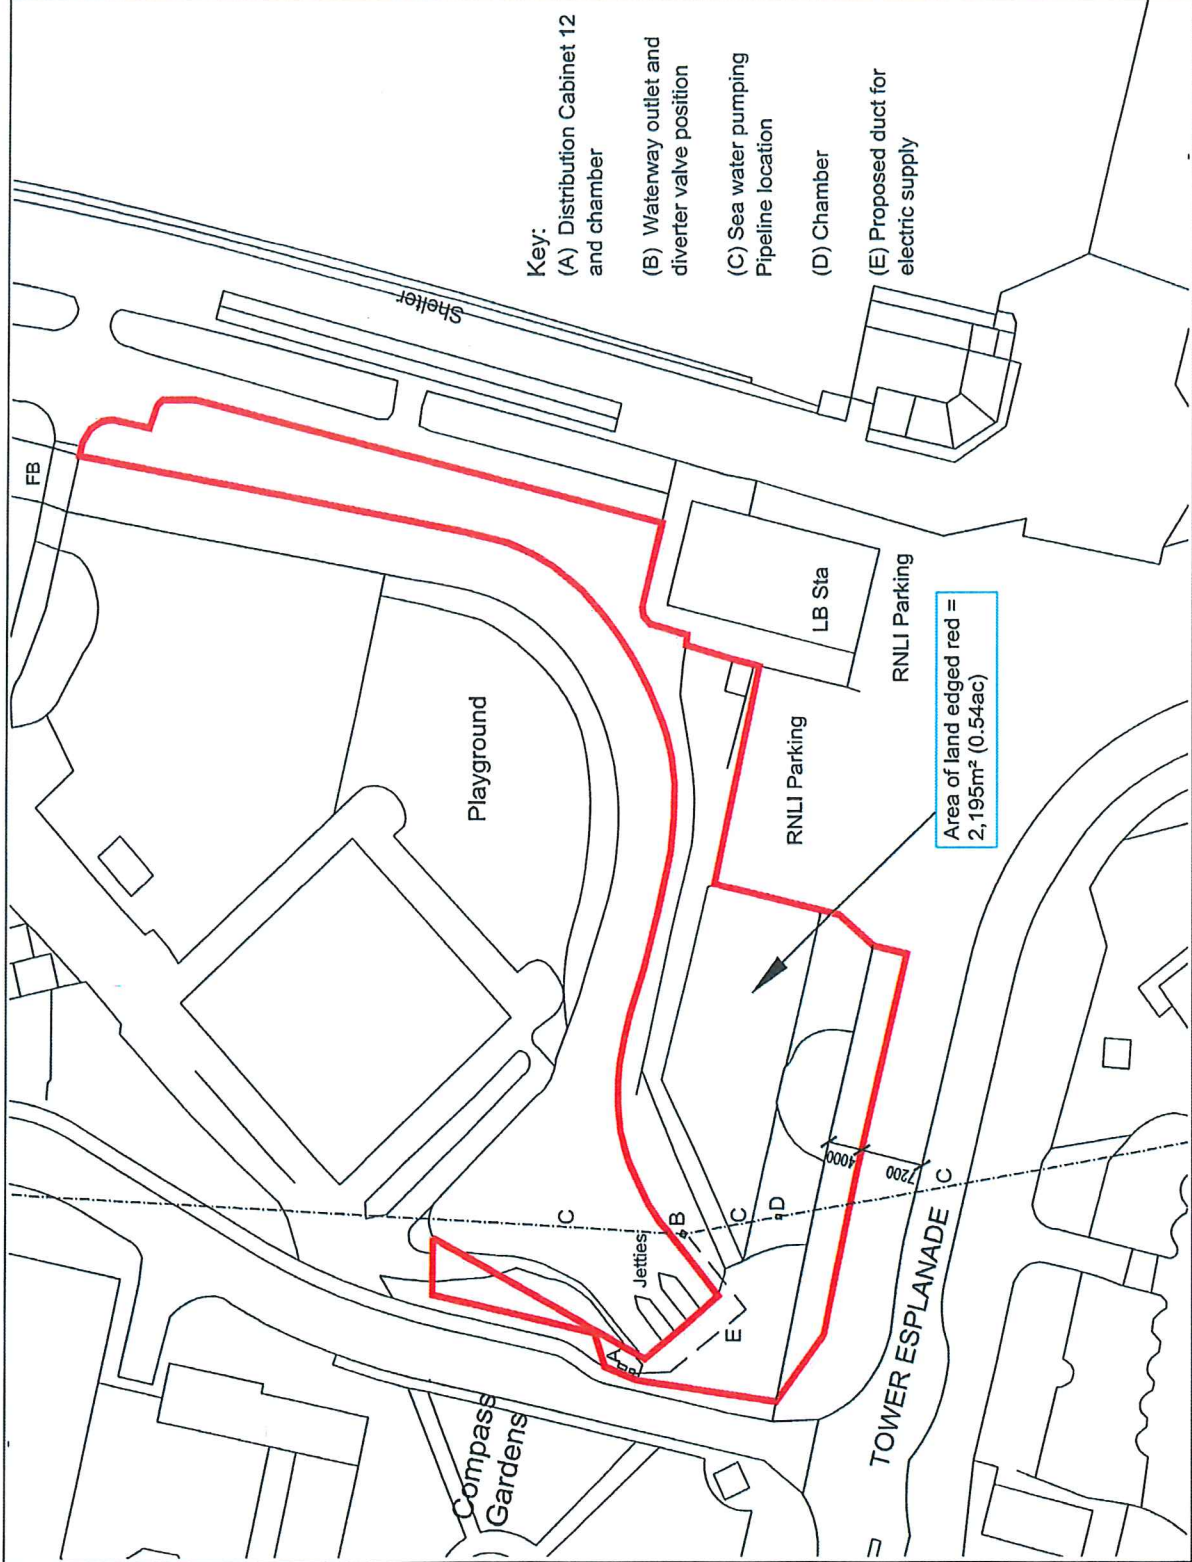 Key:
(A) Distribution Cabinet 12
and chamber
(B) Waterway outlet and
diverter valve position
(C) Sea water pumping
Pipeline location
(D) Chamber
(E) Proposed duct for
electric supply
Shelter
FB
Playground
LB Sta
RNLI Parking
RNLI Parking
Area of land edged red =
2,195m² (0.54ac)
C
B
C
D
Jetties
A
E
4000
7200
C
TOWER ESPLANADE
Compass
Gardens